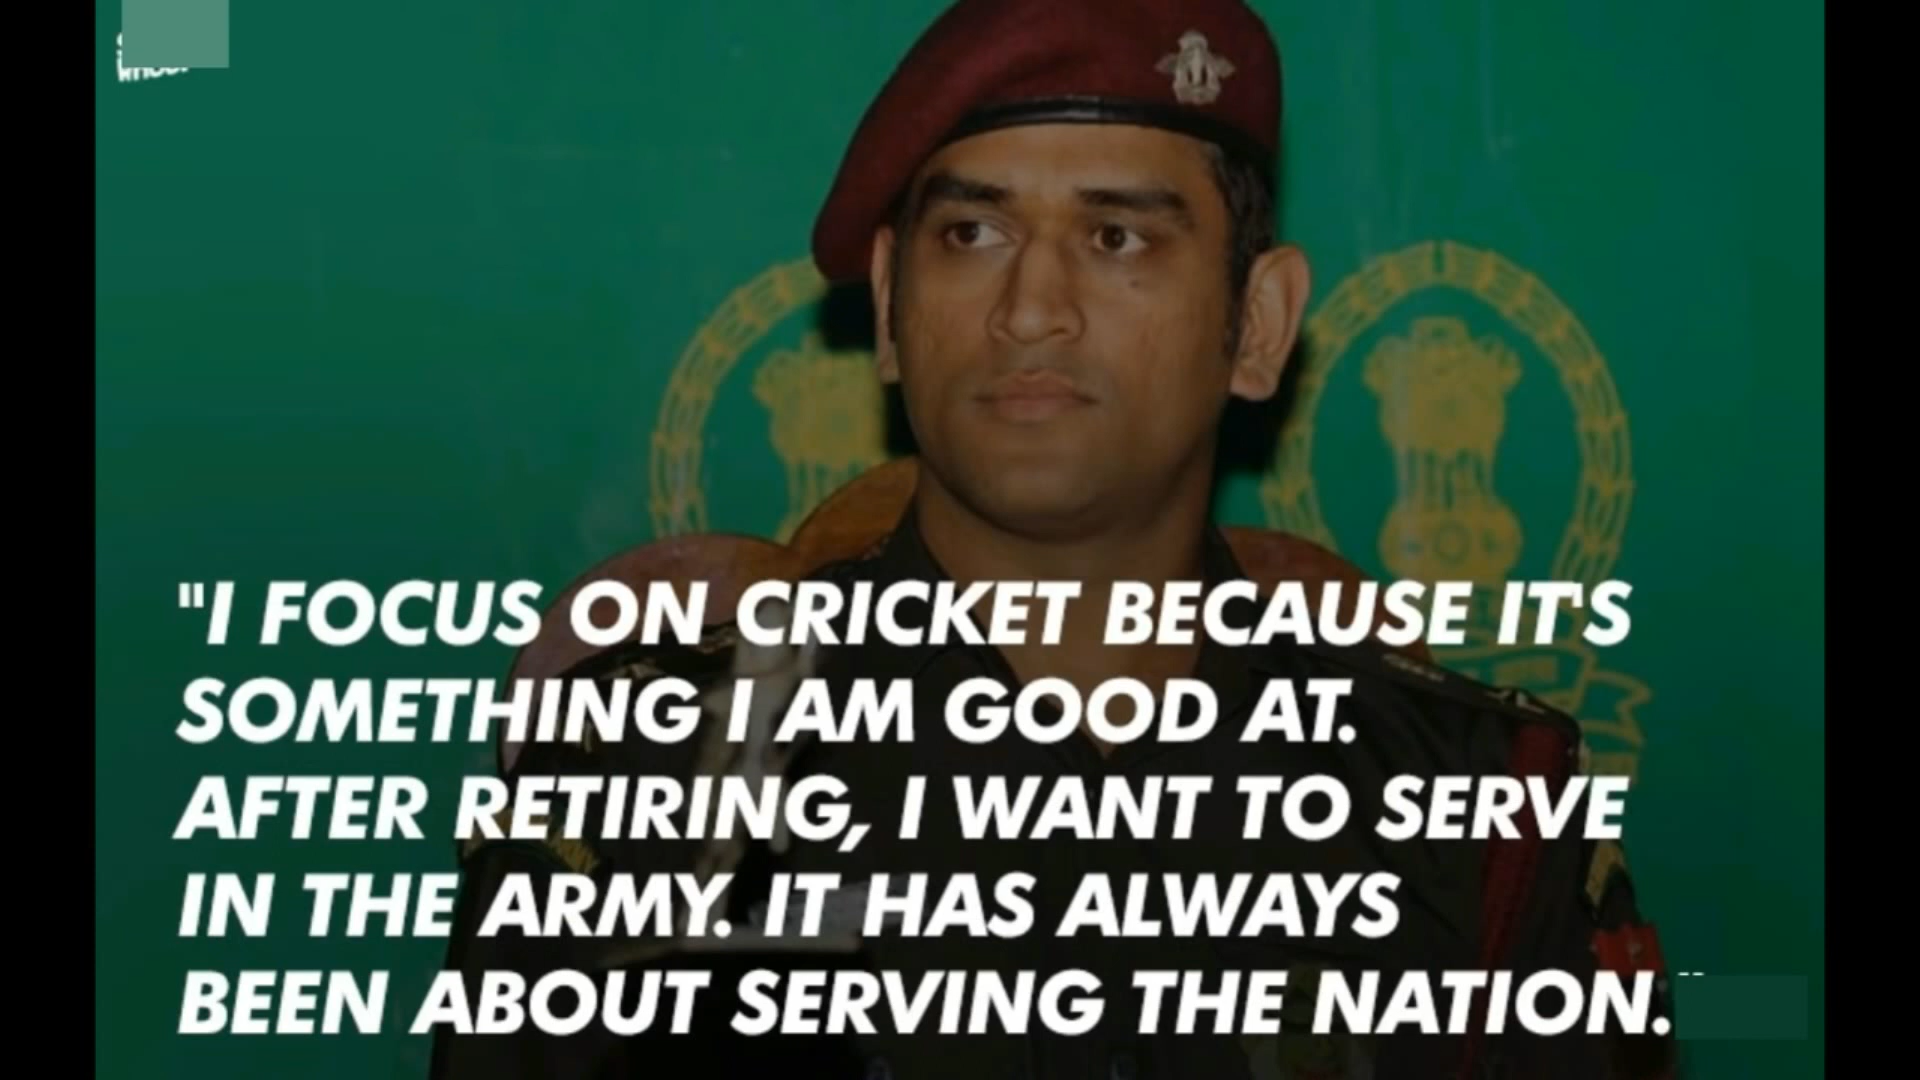 "I FOCUS ON CRICKET BECAUSE IT'S
SOMETHING I AM GOOD AT.
AFTER RETIRING, I WANT TO SERVE
IN THE ARMY. IT HAS ALWAYS
BEEN ABOUT SERVING THE NATION."